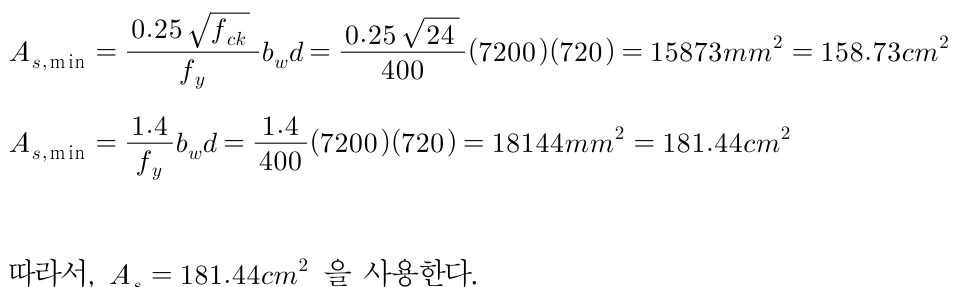 A_{s,min} = \frac{0.25\sqrt{f_{ck}}}{f_y} b_w d = \frac{0.25\sqrt{24}}{400} (7200)(720) = 15873mm^2 = 158.73cm^2
A_{s,min} = \frac{1.4}{f_y} b_w d = \frac{1.4}{400} (7200)(720) = 18144mm^2 = 181.44cm^2
따라서, A_s = 181.44cm^2 을 사용한다.